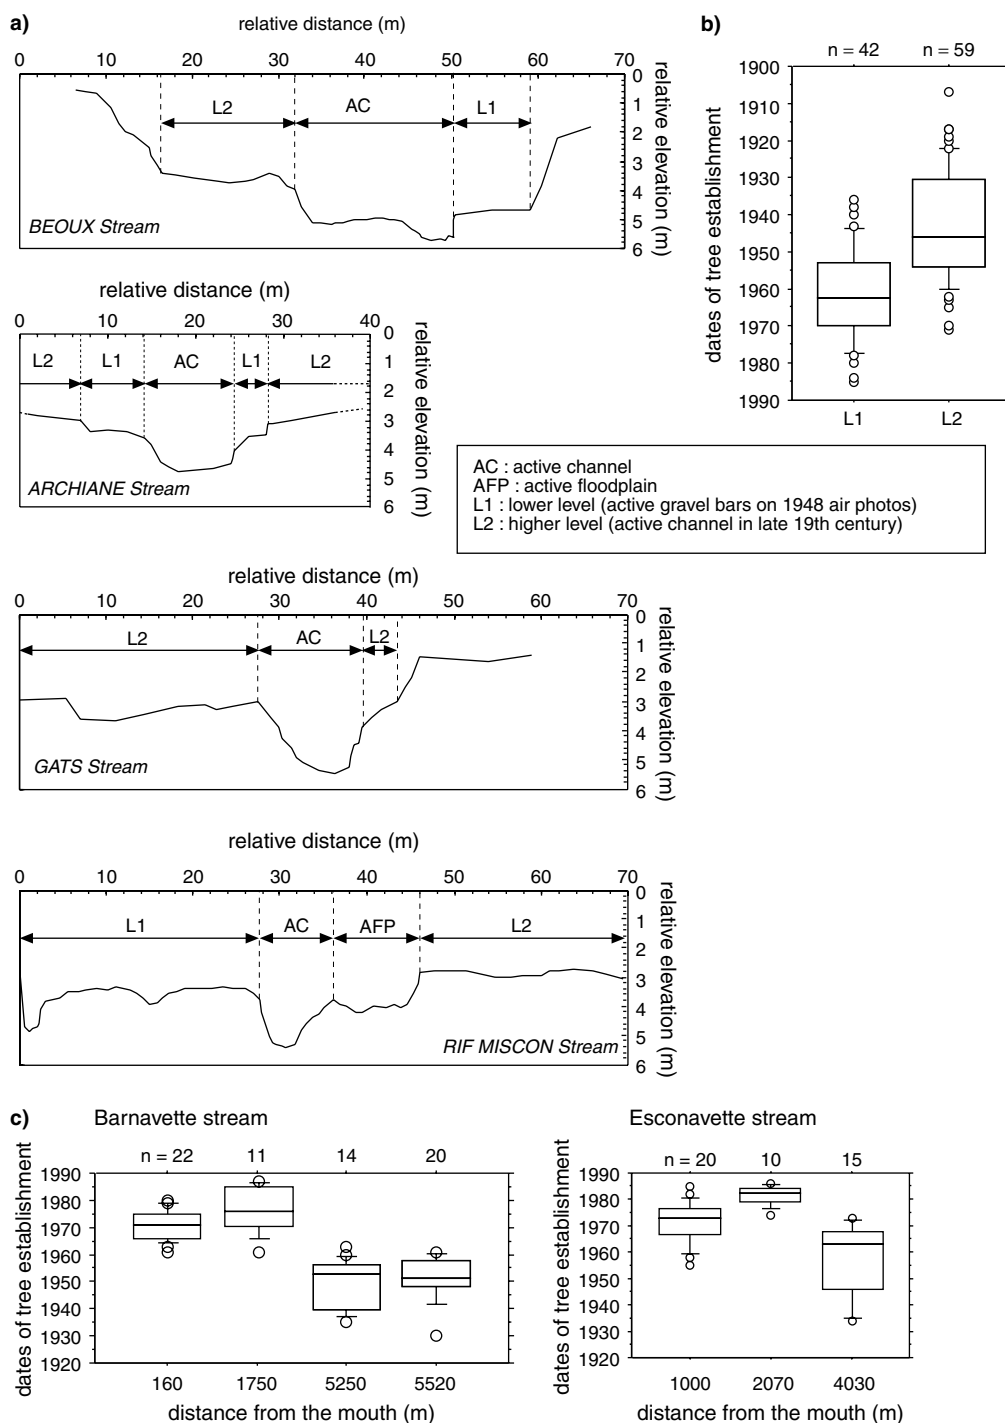 a)
relative distance (m)
0 10 20 30 40 50 60 70
L2 AC L1
0
1
2
3
4
5
6
relative elevation (m)
BEOUX Stream
relative distance (m)
0 10 20 30 40
L2 L1 AC L1 L2
0
1
2
3
4
5
6
relative elevation (m)
ARCHIANE Stream
b)
n = 42 n = 59
1900
1910
1920
1930
1940
1950
1960
1970
1980
1990
dates of tree establishment
L1 L2
AC : active channel
AFP : active floodplain
L1 : lower level (active gravel bars on 1948 air photos)
L2 : higher level (active channel in late 19th century)
relative distance (m)
0 10 20 30 40 50 60 70
L2 AC L2
0
1
2
3
4
5
6
relative elevation (m)
GATS Stream
relative distance (m)
0 10 20 30 40 50 60 70
L1 AC AFP L2
0
1
2
3
4
5
6
relative elevation (m)
RIF MISCON Stream
c)
Barnavette stream
n = 22 11 14 20
1990
1980
1970
1960
1950
1940
1930
1920
dates of tree establishment
160 1750 5250 5520
distance from the mouth (m)
Esconavette stream
n = 20 10 15
1990
1980
1970
1960
1950
1940
1930
1920
dates of tree establishment
1000 2070 4030
distance from the mouth (m)